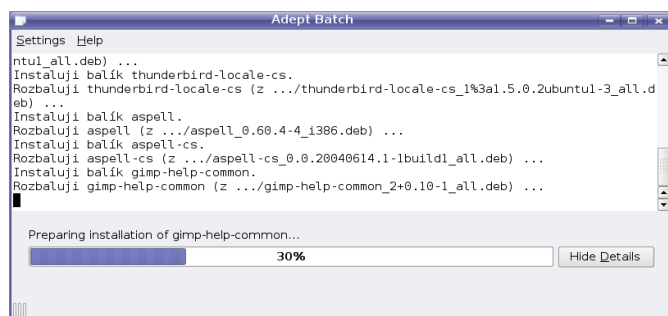 Adept Batch
Settings Help
ntu1_all.deb) ...
Instaluji balík thunderbird-locale-cs.
Rozbaluji thunderbird-locale-cs (z .../thunderbird-locale-cs_1%3a1.5.0.2ubuntu1-3_all.d
eb) ...
Instaluji balík aspell.
Rozbaluji aspell (z .../aspell_0.60.4-4_i386.deb) ...
Instaluji balík aspell-cs.
Rozbaluji aspell-cs (z .../aspell-cs_0.0.20040614.1-1build1_all.deb) ...
Instaluji balík gimp-help-common.
Rozbaluji gimp-help-common (z .../gimp-help-common_2+0.10-1_all.deb) ...
Preparing installation of gimp-help-common...
30%
Hide Details